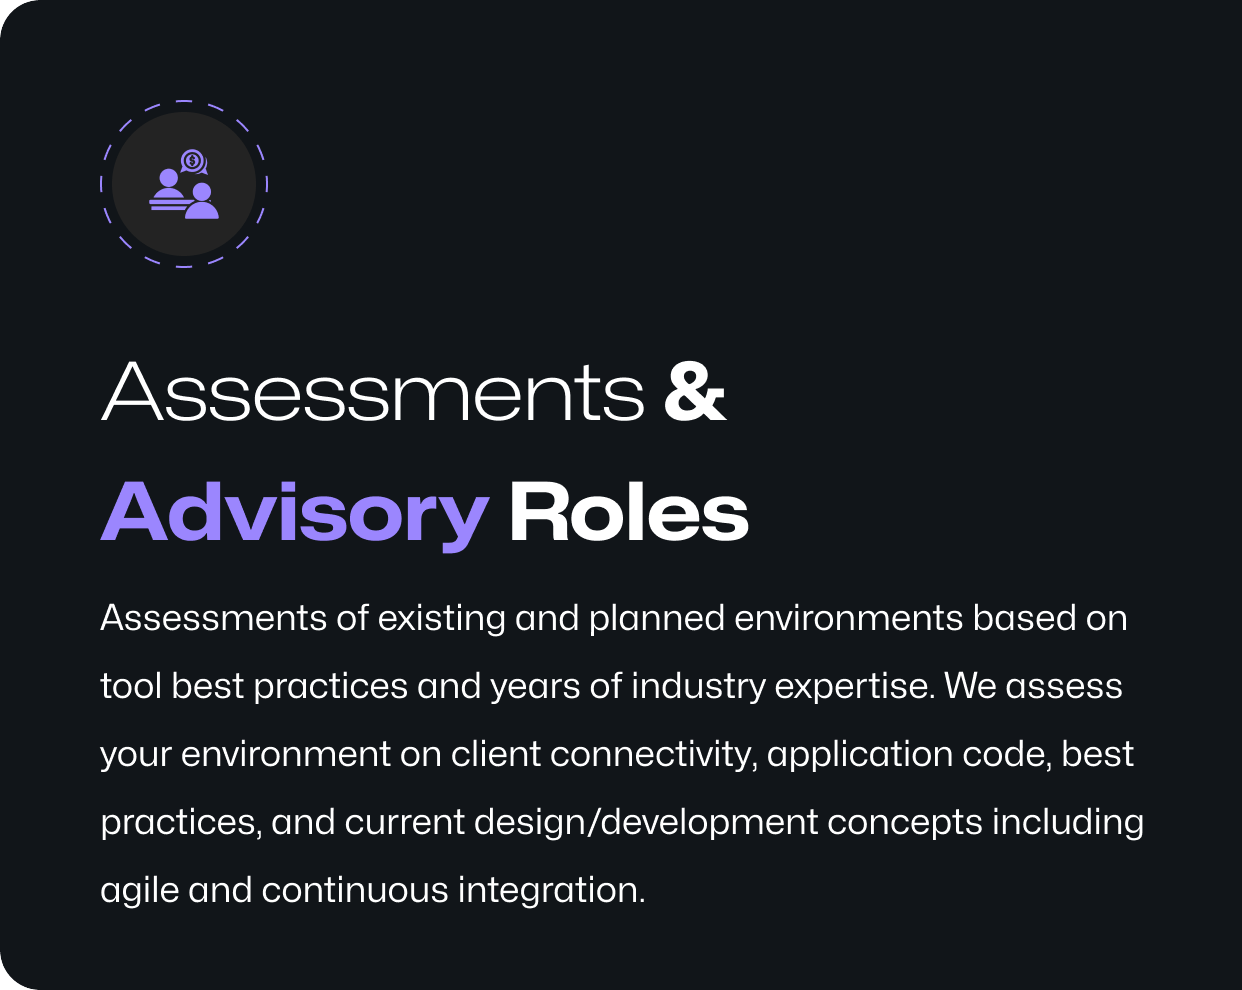 Assessments &
Advisory Roles
Assessments of existing and planned environments based on
tool best practices and years of industry expertise. We assess
your environment on client connectivity, application code, best
practices, and current design/development concepts including
agile and continuous integration.